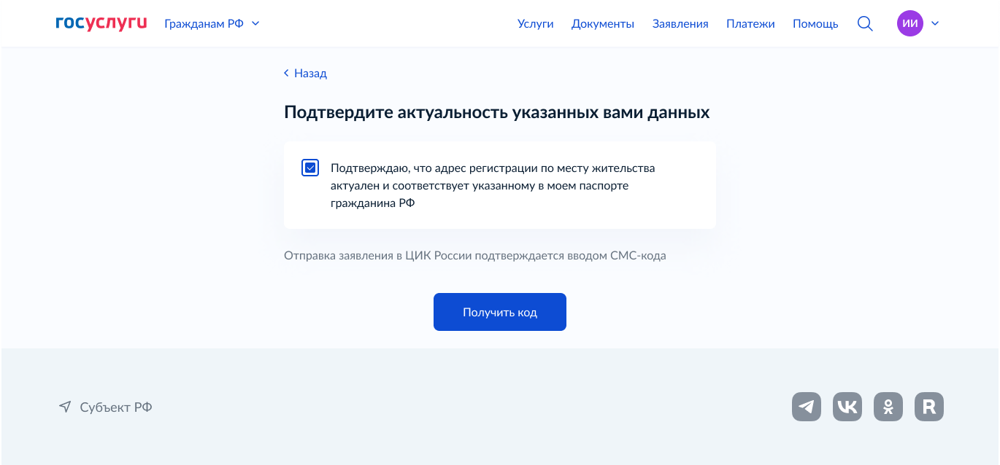 госуслуги Гражданам РФ Услуги Документы Заявления Платежи Помощь ИИ
Назад
Подтвердите актуальность указанных вами данных
Подтверждаю, что адрес регистрации по месту жительства
актуален и соответствует указанному в моем паспорте
гражданина РФ
Отправка заявления в ЦИК России подтверждается вводом СМС-кода
Получить код
Субъект РФ